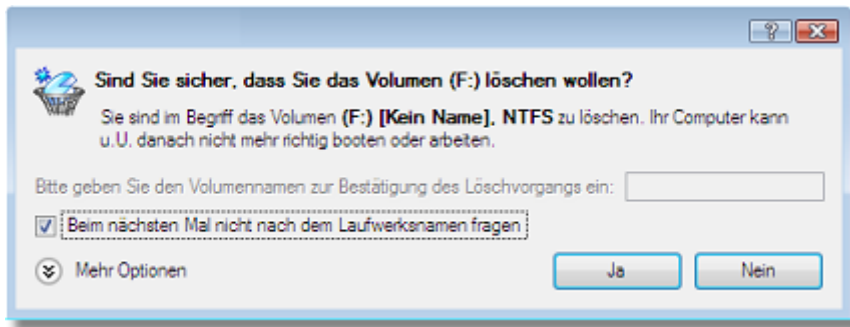 Sind Sie sicher, dass Sie das Volumen (F:) löschen wollen?
Sie sind im Begriff das Volumen (F:) [Kein Name], NTFS zu löschen. Ihr Computer kann
u.U. danach nicht mehr richtig booten oder arbeiten.
Bitte geben Sie den Volumennamen zur Bestätigung des Löschvorgangs ein:
Beim nächsten Mal nicht nach dem Laufwerksnamen fragen
Mehr Optionen Ja Nein